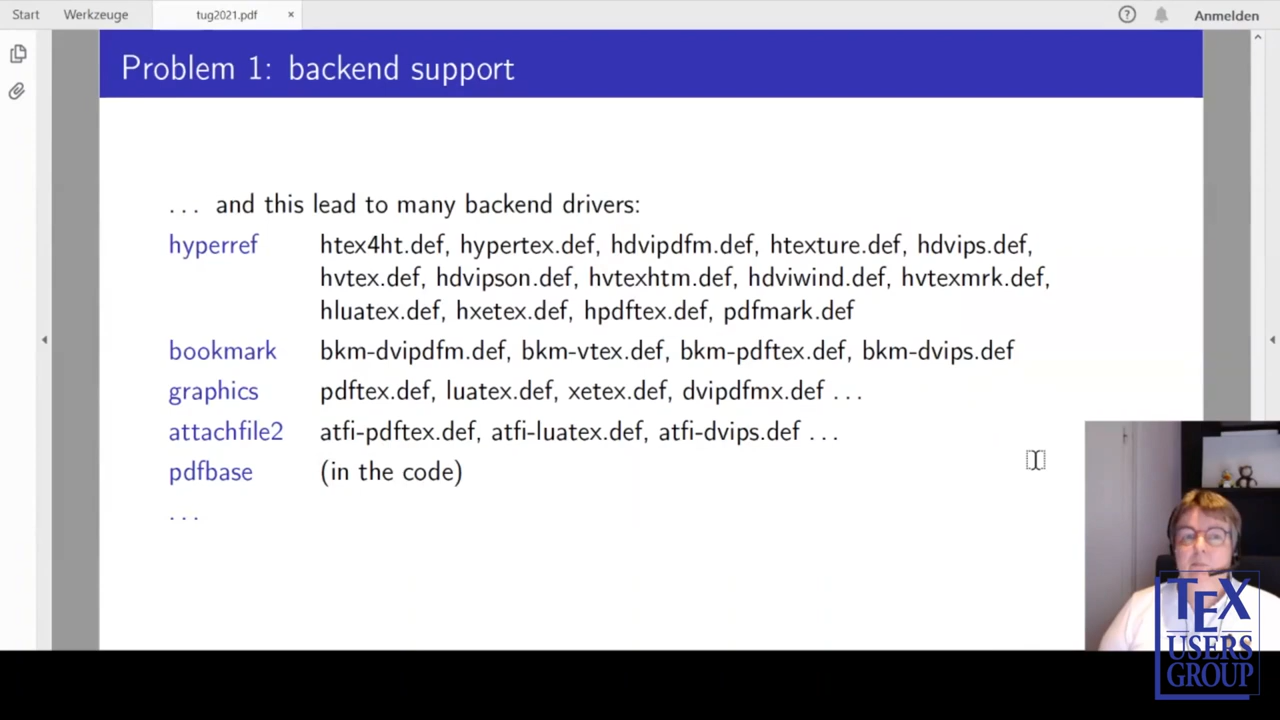 Start Werkzeuge tug2021.pdf × ? Anmelden
Problem 1: backend support
... and this lead to many backend drivers:
hyperref htex4ht.def, hypertex.def, hdvipdfm.def, htexture.def, hdvips.def,
hvtex.def, hdvipson.def, hvtexhtm.def, hdviwind.def, hvtexmrk.def,
hluatex.def, hxetex.def, hpdftex.def, pdfmark.def
bookmark bkm-dvipdfm.def, bkm-vtex.def, bkm-pdftex.def, bkm-dvips.def
graphics pdftex.def, luatex.def, xetex.def, dvipdfmx.def ...
attachfile2 atfi-pdftex.def, atfi-luatex.def, atfi-dvips.def ...
pdfbase (in the code)
...
TEX
USERS
GROUP